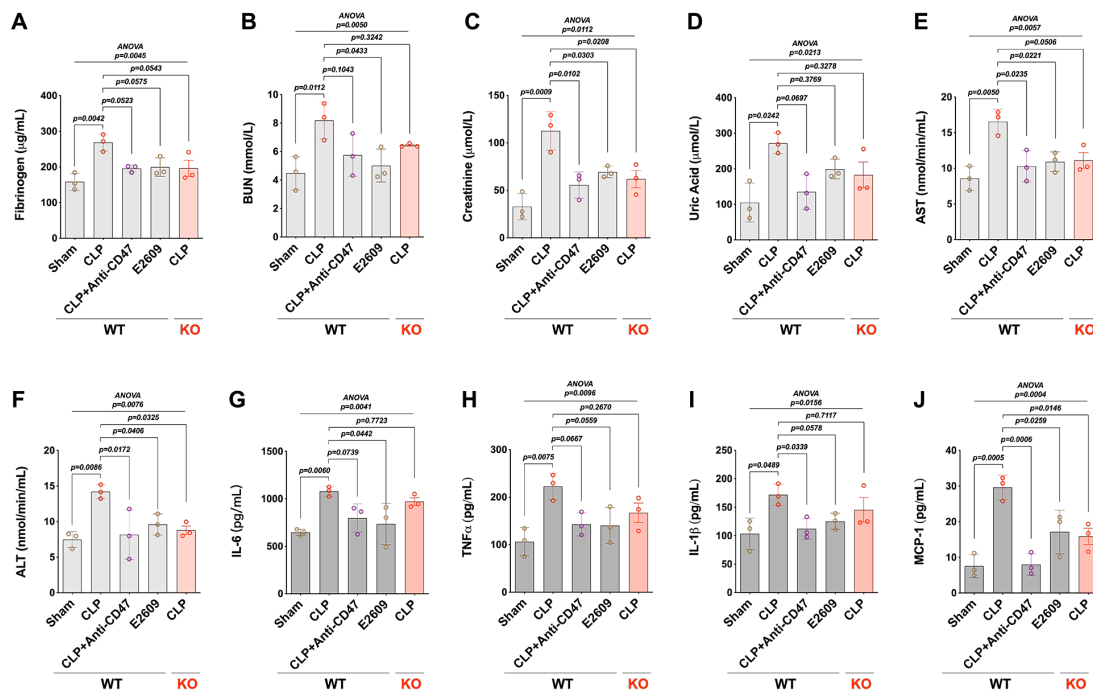 A
ANOVA
p=0.0045
p=0.0543
p=0.0575
p=0.0523
p=0.0042
Fibrinogen (μg/mL)
400
300
200
100
0
Sham
CLP
CLP+Anti-CD47
E2609
CLP
WT
KO
B
ANOVA
p=0.0050
p=0.3242
p=0.0433
p=0.1043
p=0.0112
BUN (mmol/L)
10
8
6
4
2
0
Sham
CLP
CLP+Anti-CD47
E2609
CLP
WT
KO
C
ANOVA
p=0.0112
p=0.0208
p=0.0303
p=0.0102
p=0.0009
Creatinine (μmol/L)
150
100
50
0
Sham
CLP
CLP+Anti-CD47
E2609
CLP
WT
KO
D
ANOVA
p=0.0213
p=0.3278
p=0.3769
p=0.0697
p=0.0242
Uric Acid (μmol/L)
400
300
200
100
0
Sham
CLP
CLP+Anti-CD47
E2609
CLP
WT
KO
E
ANOVA
p=0.0057
p=0.0506
p=0.0221
p=0.0235
p=0.0050
AST (nmol/min/mL)
20
15
10
5
0
Sham
CLP
CLP+Anti-CD47
E2609
CLP
WT
KO
F
ANOVA
p=0.0076
p=0.0325
p=0.0406
p=0.0172
p=0.0086
ALT (nmol/min/mL)
20
15
10
5
0
Sham
CLP
CLP+Anti-CD47
E2609
CLP
WT
KO
G
ANOVA
p=0.0041
p=0.7723
p=0.0442
p=0.0739
p=0.0060
IL-6
(pg/mL)
1,500
1000
500
0
Sham
CLP
CLP+Anti-CD47
E2609
CLP
WT
KO
H
ANOVA
p=0.0096
p=0.2670
p=0.0559
p=0.0667
p=0.0075
TNFα (pg/mL)
300
200
100
0
Sham
CLP
CLP+Anti-CD47
E2609
CLP
WT
KO
I
ANOVA
p=0.0156
p=0.7117
p=0.0578
p=0.0339
p=0.0489
IL-1β (pg/mL)
250
200
150
100
50
0
Sham
CLP
CLP+Anti-CD47
E2609
CLP
WT
KO
J
ANOVA
p=0.0004
p=0.0146
p=0.0259
p=0.0006
p=0.0005
MCP-1 (pg/mL)
40
30
20
10
0
Sham
CLP
CLP+Anti-CD47
E2609
CLP
WT
KO